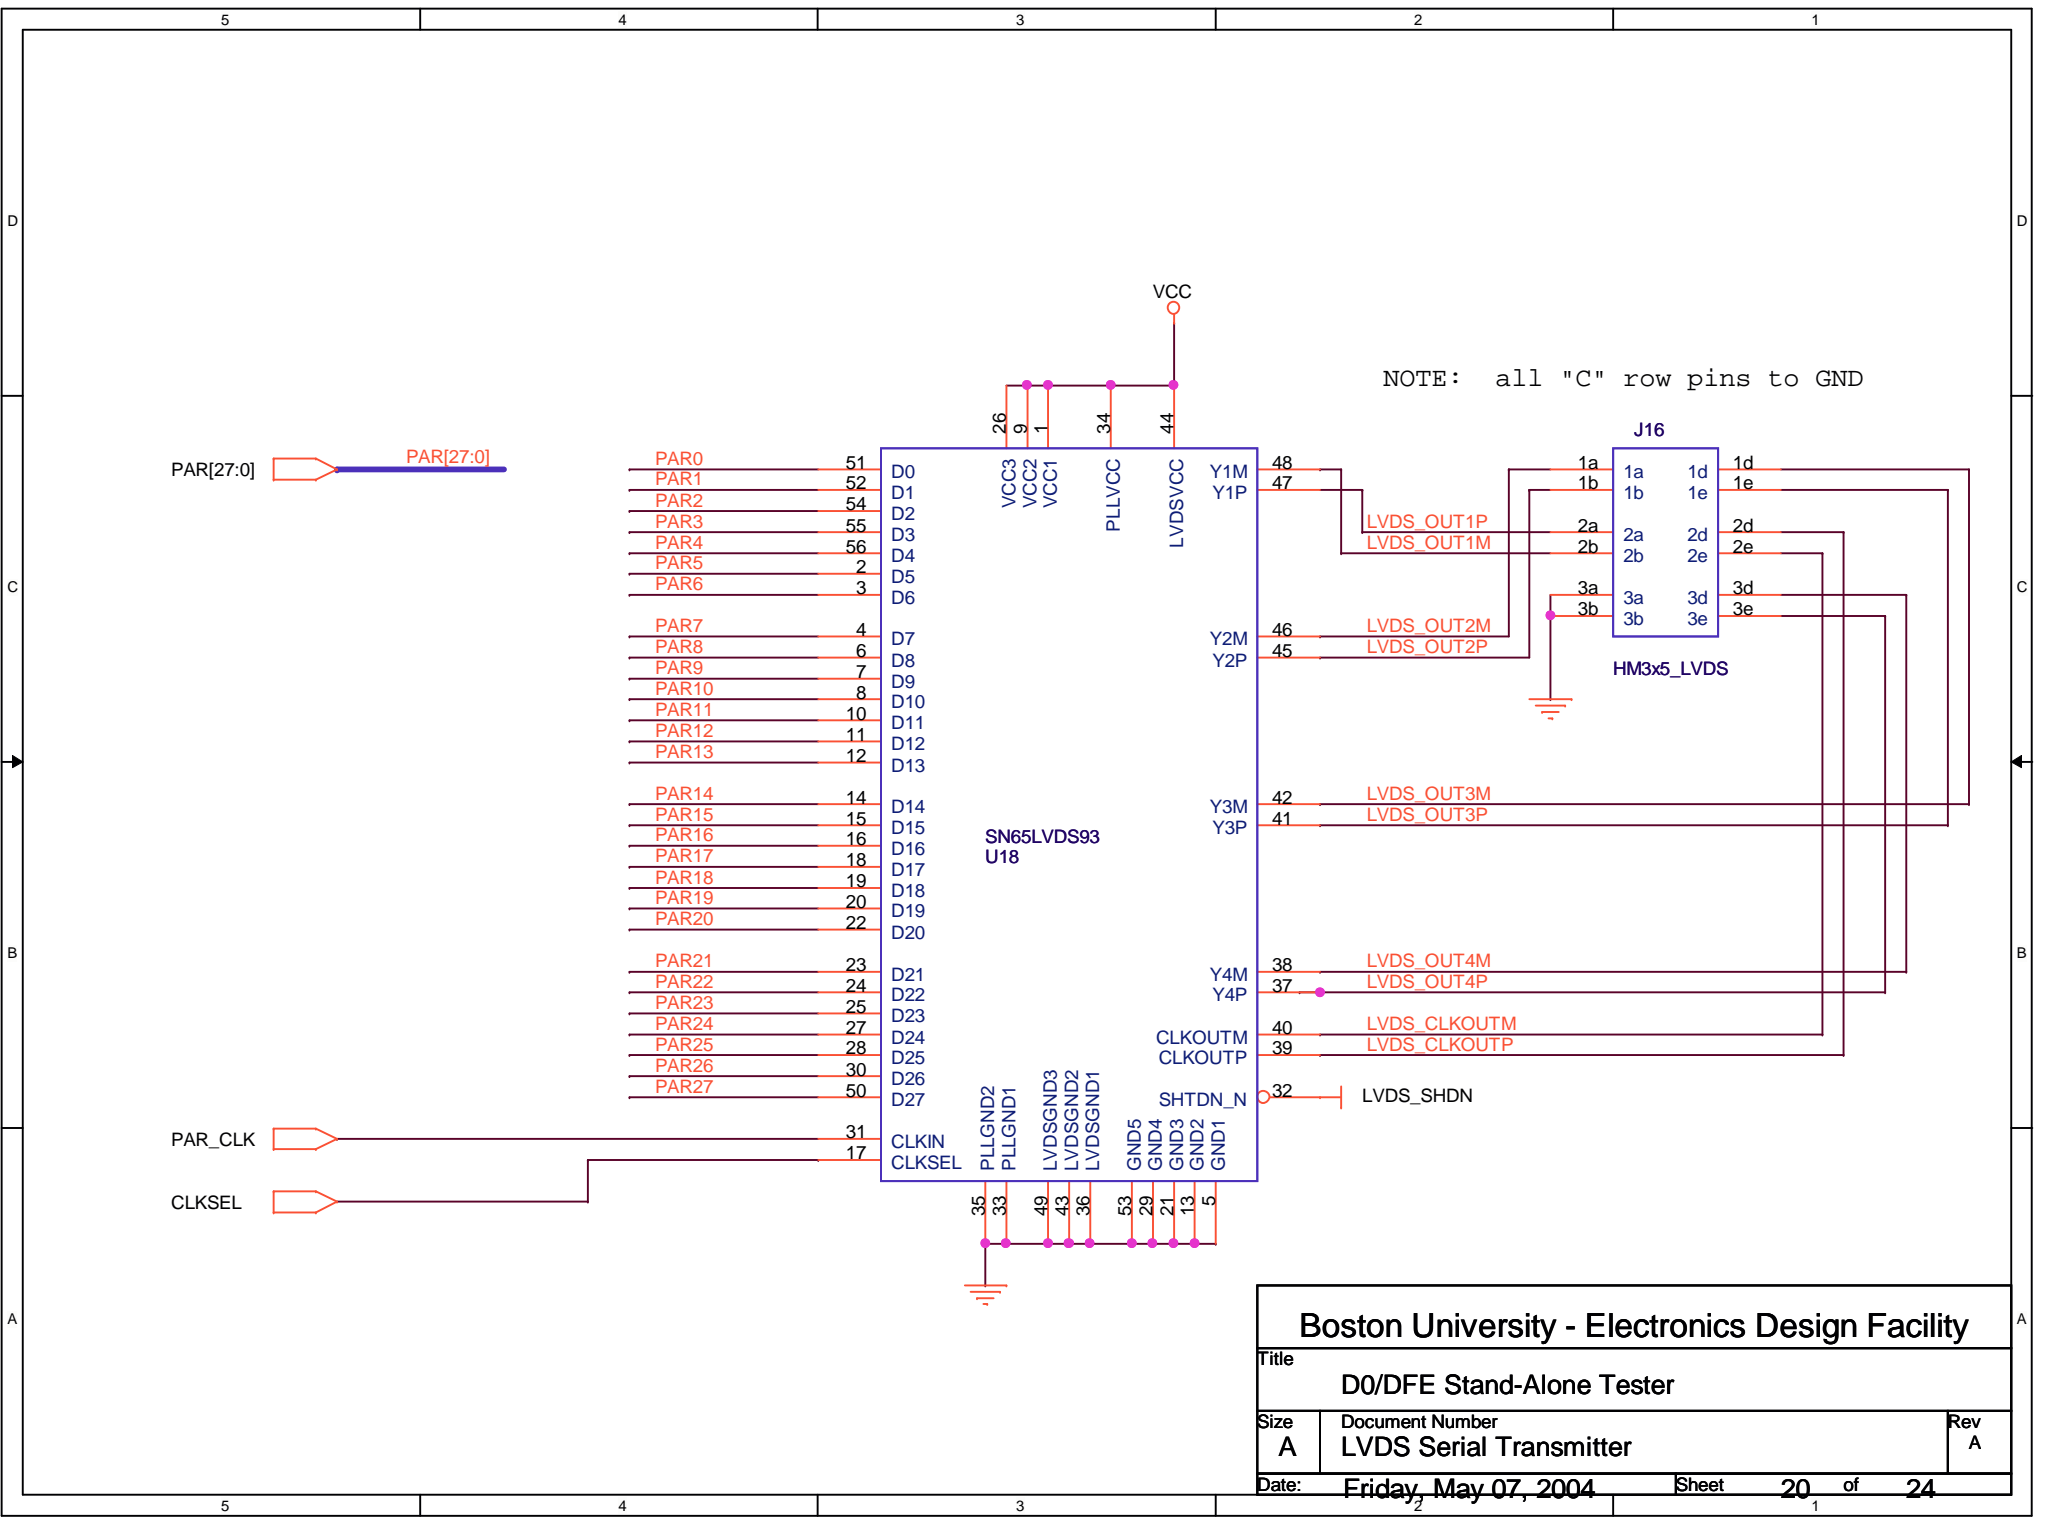 5 4 3 2 1
D D
VCC
NOTE: all "C" row pins to GND
J16
HM3x5_LVDS
1a 1a
1b 1b
2a 2a
2b 2b
3a 3a
3b 3b
1d 1d
1e 1e
2d 2d
2e 2e
3d 3d
3e 3e
26 9 1 34 44
VCC3 VCC2 VCC1 PLLVCC LVDSVCC
PAR[27:0] PAR[27:0]
C C
PAR0 51 D0
PAR1 52 D1
PAR2 54 D2
PAR3 55 D3
PAR4 56 D4
PAR5 2 D5
PAR6 3 D6
PAR7 4 D7
PAR8 6 D8
PAR9 7 D9
PAR10 8 D10
PAR11 10 D11
PAR12 11 D12
PAR13 12 D13
PAR14 14 D14
PAR15 15 D15
PAR16 16 D16
PAR17 18 D17
PAR18 19 D18
PAR19 20 D19
PAR20 22 D20
PAR21 23 D21
PAR22 24 D22
PAR23 25 D23
PAR24 27 D24
PAR25 28 D25
PAR26 30 D26
PAR27 50 D27
PAR_CLK 31 CLKIN
CLKSEL 17 CLKSEL
SN65LVDS93
U18
Y1M 48
Y1P 47
LVDS_OUT1P
LVDS_OUT1M
Y2M 46 LVDS_OUT2M
Y2P 45 LVDS_OUT2P
Y3M 42 LVDS_OUT3M
Y3P 41 LVDS_OUT3P
Y4M 38 LVDS_OUT4M
Y4P 37 LVDS_OUT4P
CLKOUTM 40 LVDS_CLKOUTM
CLKOUTP 39 LVDS_CLKOUTP
SHTDN_N 32 LVDS_SHDN
B B
PLLGND2 PLLGND1 LVDSGND3 LVDSGND2 LVDSGND1 GND5 GND4 GND3 GND2 GND1
35 33 49 43 36 53 29 21 13 5
A A
Boston University - Electronics Design Facility
Title
D0/DFE Stand-Alone Tester
Size Document Number Rev
A LVDS Serial Transmitter A
Date: Friday, May 07, 2004 Sheet 20 of 24
5 4 3 2 1